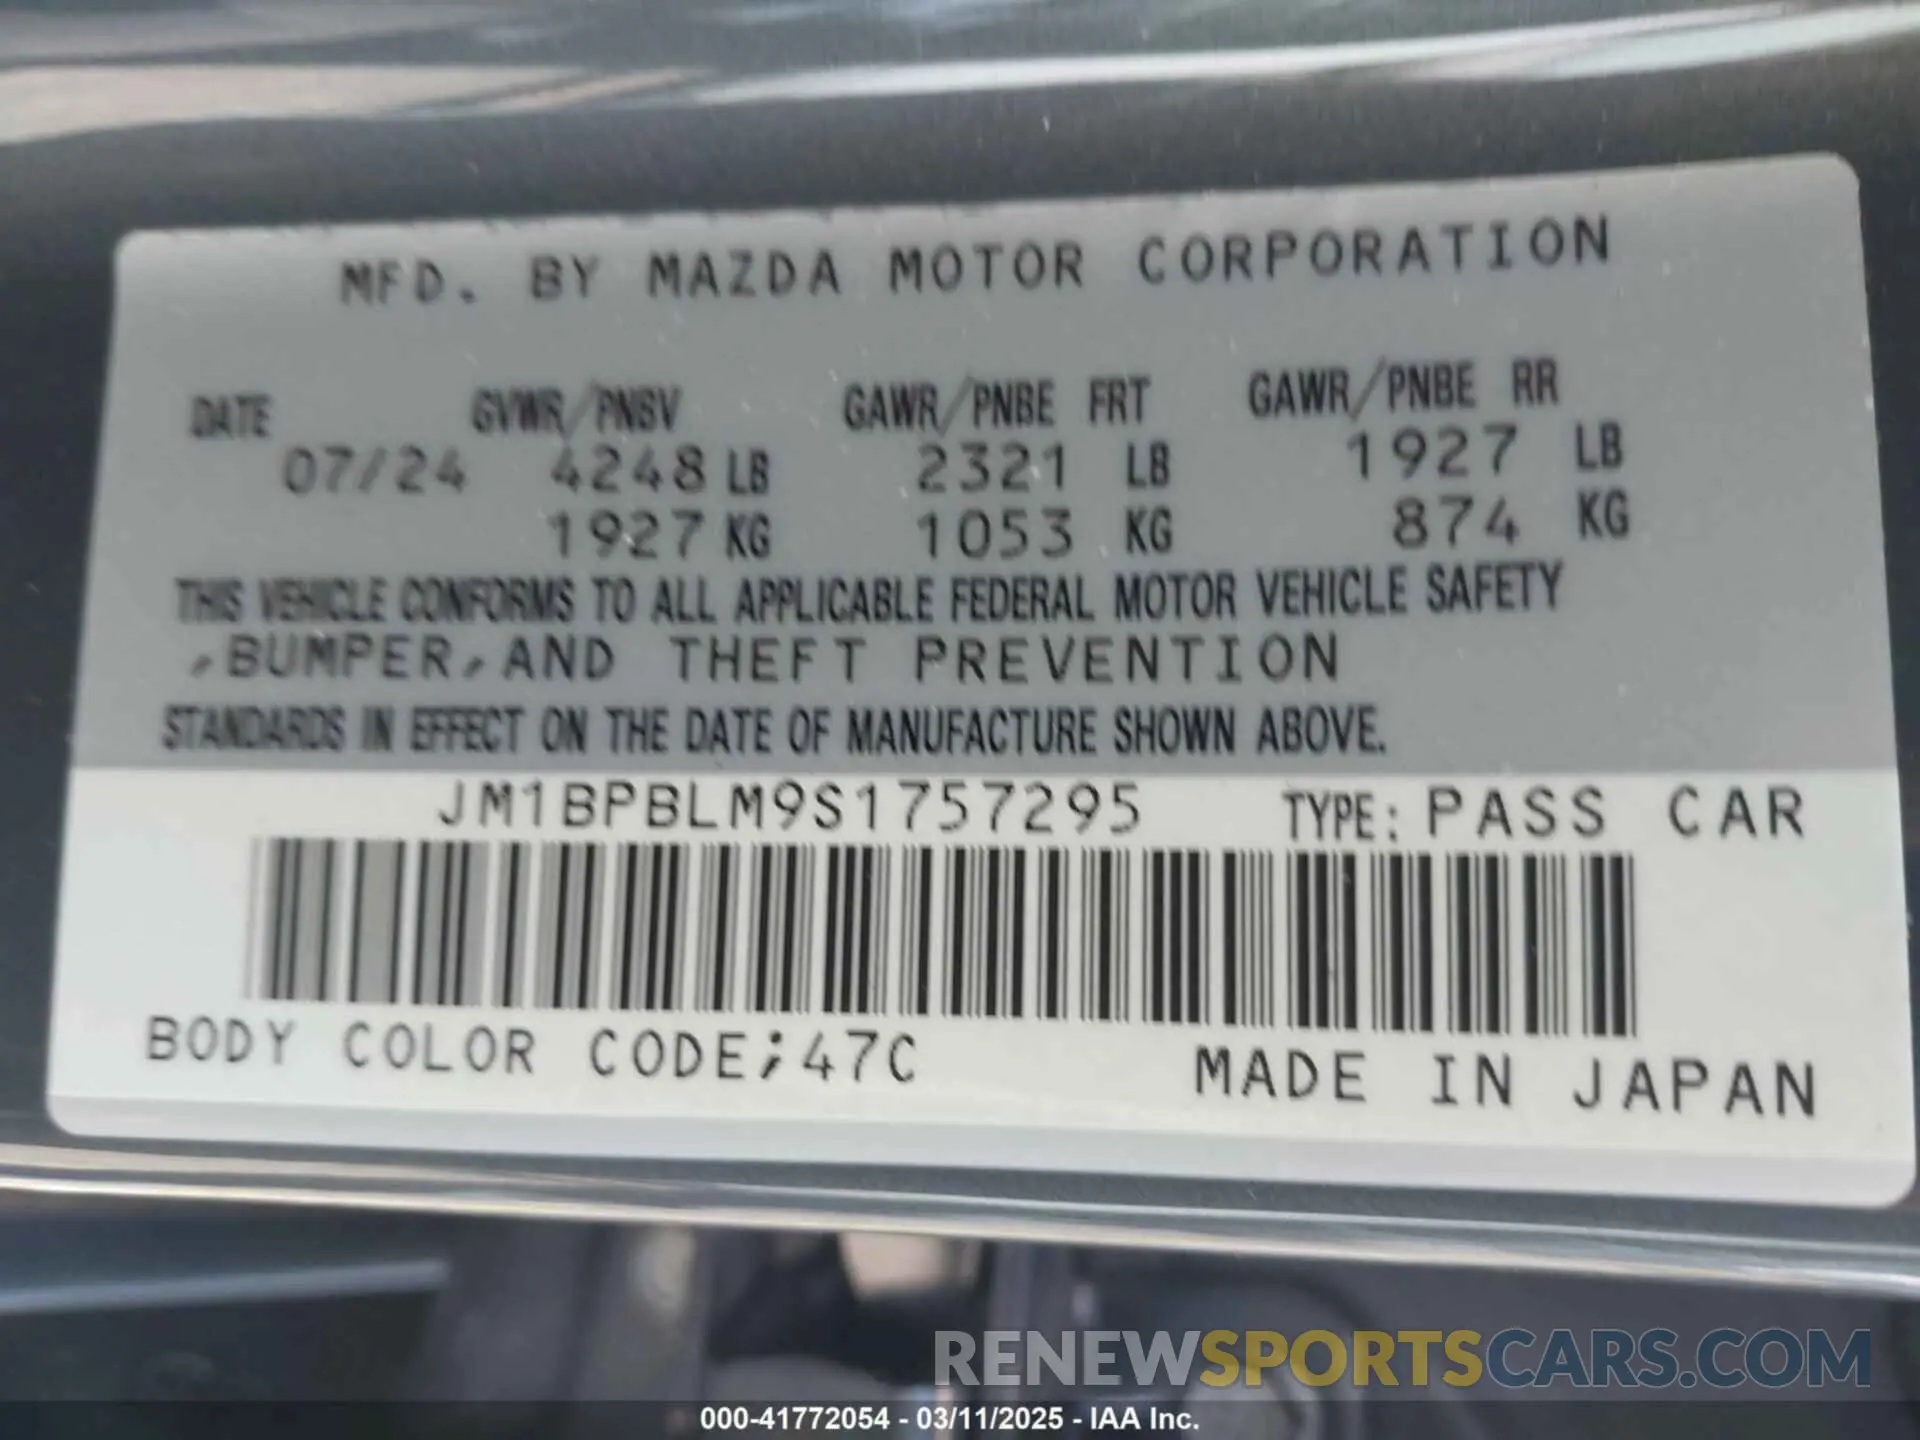 MFD. BY MAZDA MOTOR CORPORATION
DATE GVWR/PNBV GAWR/PNBE FRT GAWR/PNBE RR
07/24 4248 LB 2321 LB 1927 LB
1927 KG 1053 KG 874 KG
THIS VEHICLE CONFORMS TO ALL APPLICABLE FEDERAL MOTOR VEHICLE SAFETY
,BUMPER,AND THEFT PREVENTION
STANDARDS IN EFFECT ON THE DATE OF MANUFACTURE SHOWN ABOVE.
JM1BPBLM9S1757295 TYPE: PASS CAR
BODY COLOR CODE;47C MADE IN JAPAN
RENEWSPORTSCARS.COM
000-41772054 - 03/11/2025 - IAA Inc.